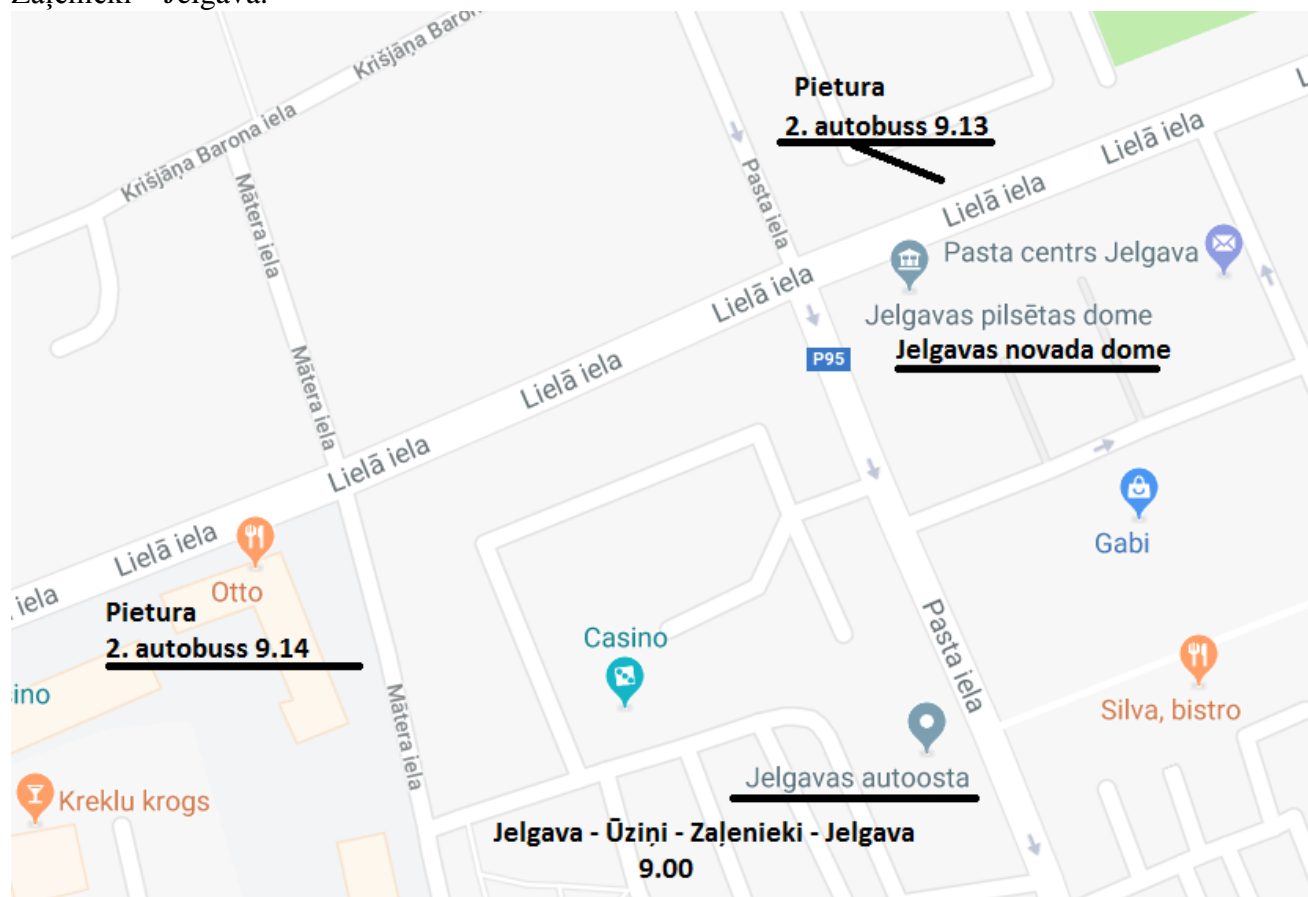 Zaļenieki – Jelgava.
Krišjāņa Baron
Pietura
2. autobuss 9.13
Krišjāņa Barona iela
Lielā iela
Mātera iela
Pasta iela
Lielā iela
Pasta centrs Jelgava
Lielā iela
Jelgavas pilsētas dome
Jelgavas novada dome
P95
Mātera iela
Lielā iela
Lielā iela
Gabi
Lielā iela
Otto
iela
Pietura
2. autobuss 9.14
Casino
Pasta iela
sino
Silva, bistro
Mātera iela
Jelgavas autoosta
Kreklu krogs
Jelgava - Ūziņi - Zaļenieki - Jelgava
9.00